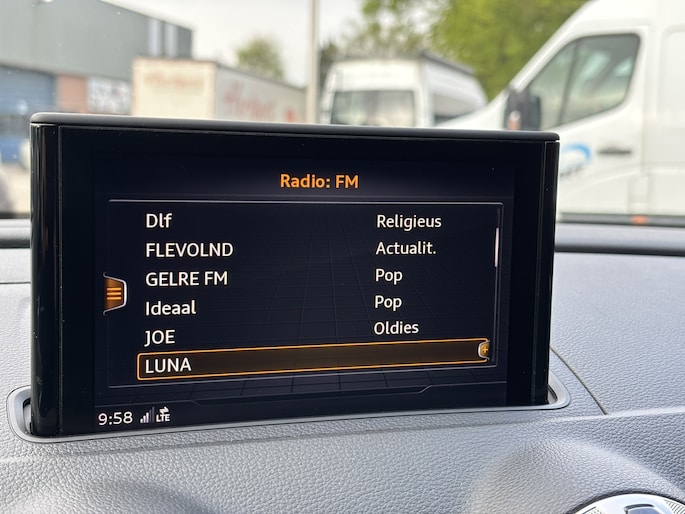 Radio: FM
Dlf Religieus
FLEVOLND Actualit.
GELRE FM Pop
Ideaal Pop
JOE Oldies
LUNA
9:58 LTE